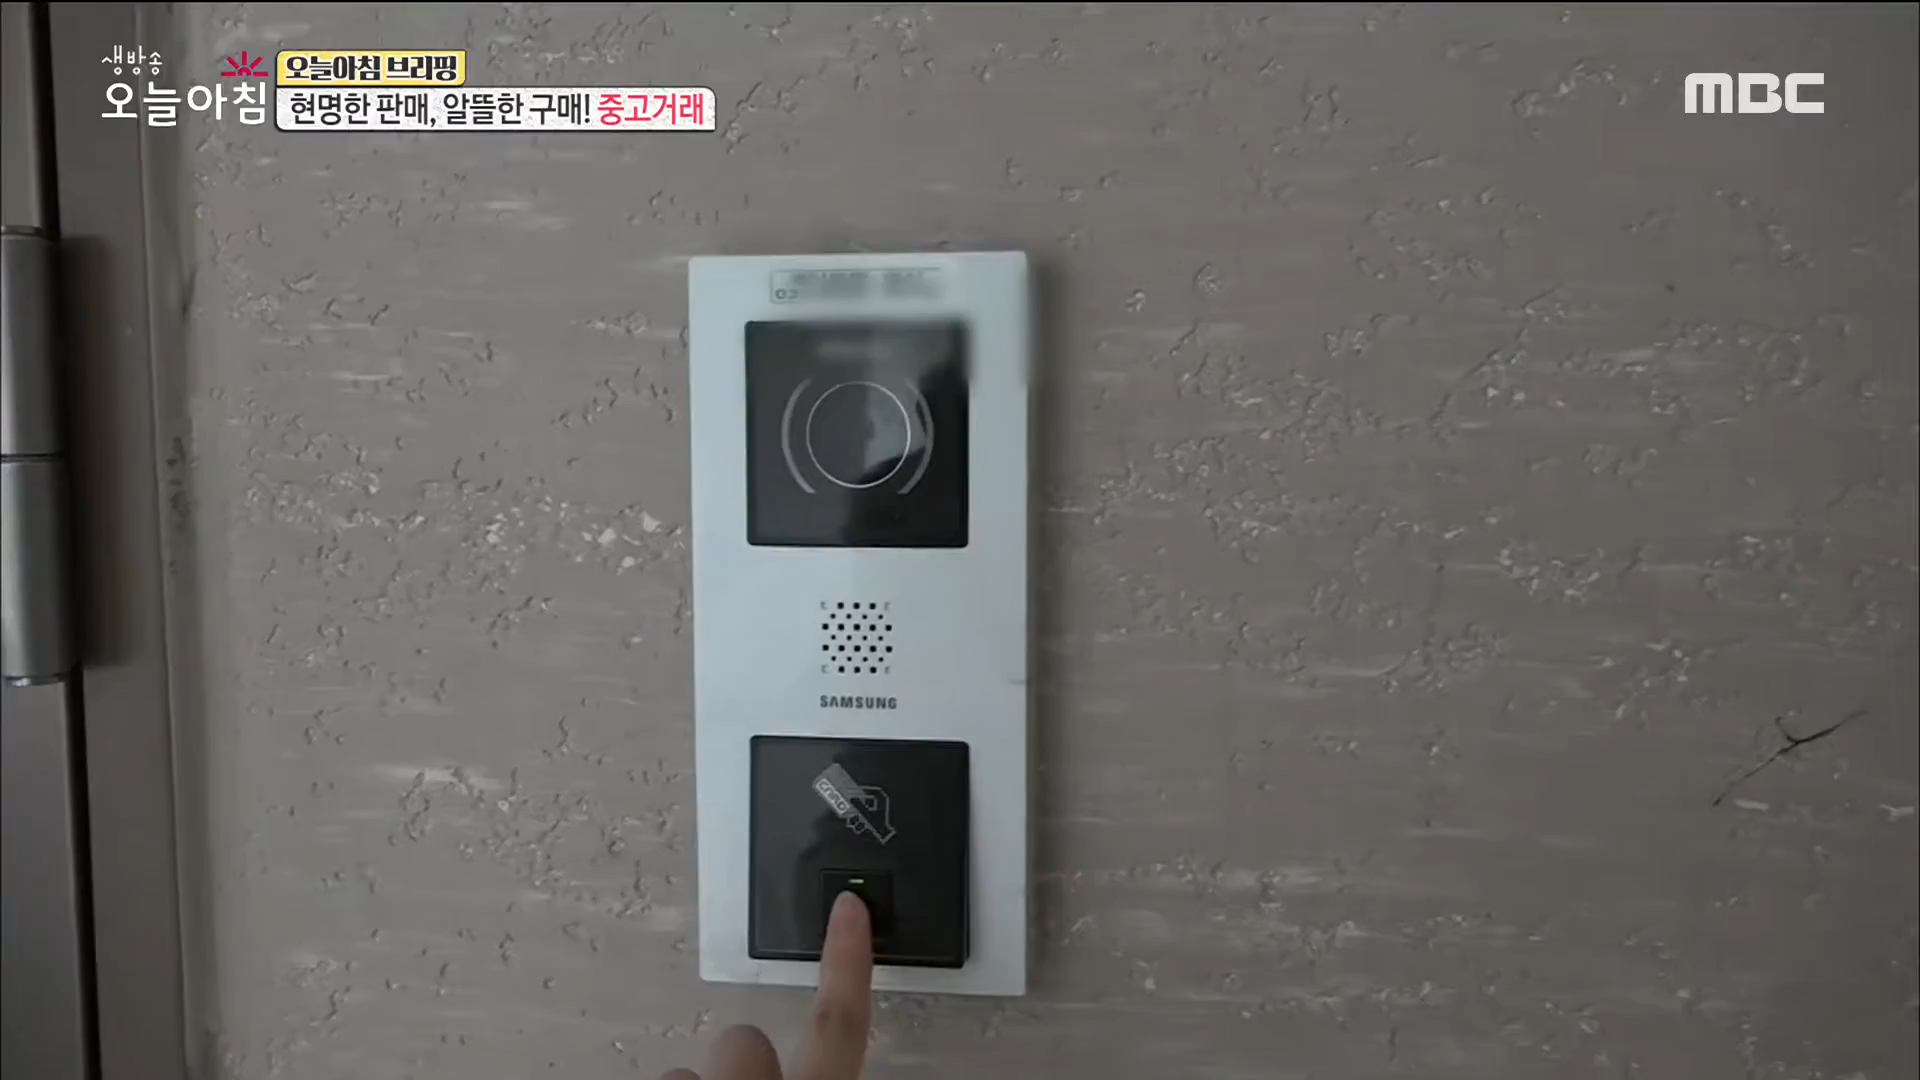 생방송
오늘아침
오늘아침 브리핑
현명한 판매, 알뜰한 구매! 중고거래
MBC
SAMSUNG
CARD